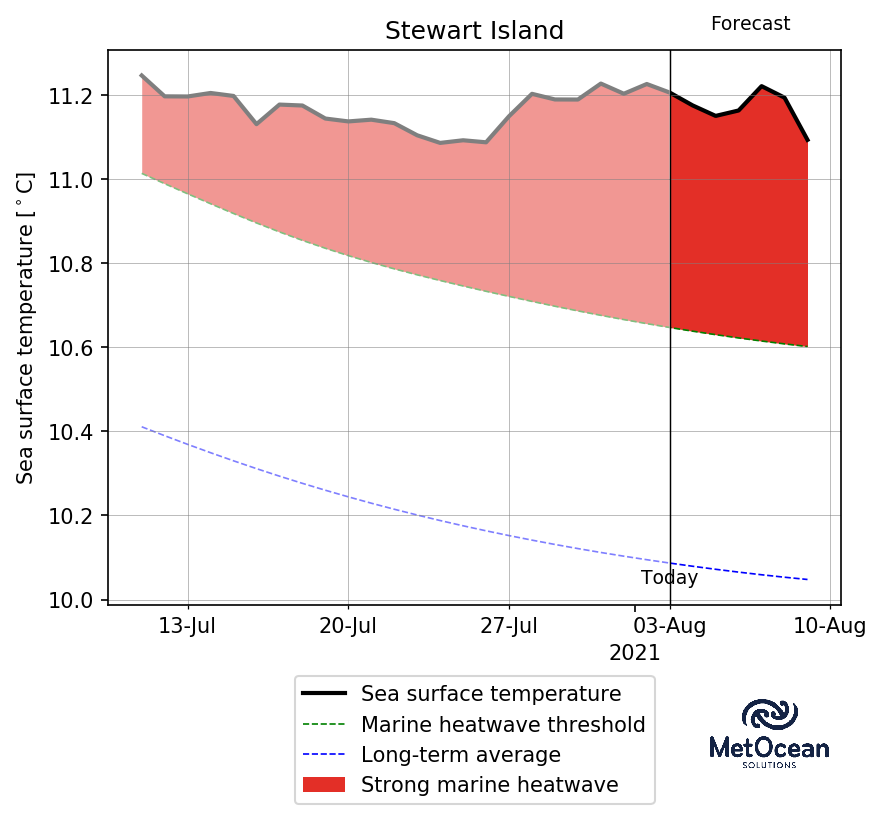 Stewart Island
Forecast
Sea surface temperature [°C]
11.2
11.0
10.8
10.6
10.4
10.2
10.0
Today
13-Jul
20-Jul
27-Jul
03-Aug
10-Aug
2021
Sea surface temperature
Marine heatwave threshold
Long-term average
Strong marine heatwave
MetOcean
SOLUTIONS